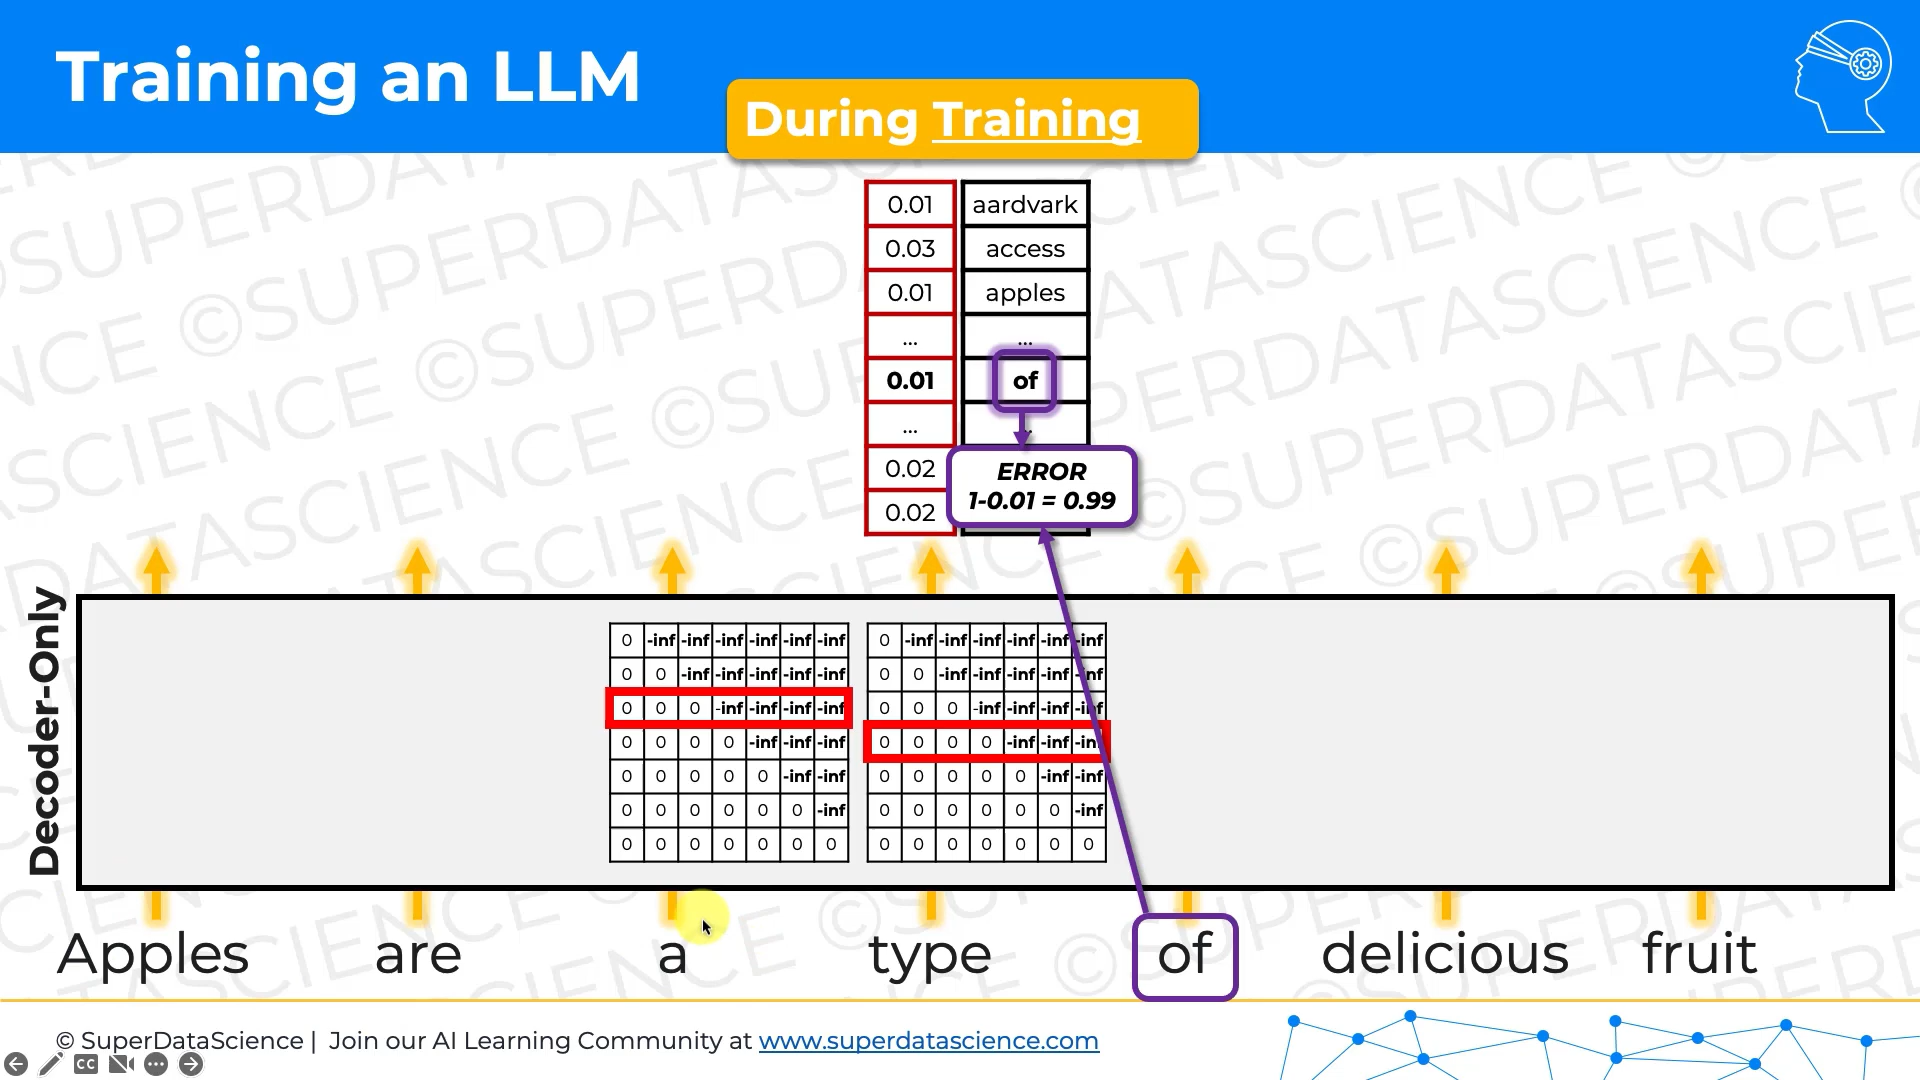 Training an LLM
During Training
0.01 aardvark
0.03 access
0.01 apples
... ...
0.01 of
...
0.02
0.02
ERROR
1-0.01 = 0.99
Decoder-Only
0 -inf -inf -inf -inf -inf -inf
0 0 -inf -inf -inf -inf -inf
0 0 0 -inf -inf -inf -inf
0 0 0 0 -inf -inf -inf
0 0 0 0 0 -inf -inf
0 0 0 0 0 0 -inf
0 0 0 0 0 0 0
0 -inf -inf -inf -inf -inf -inf
0 0 -inf -inf -inf -inf -inf
0 0 0 -inf -inf -inf -inf
0 0 0 0 -inf -inf -inf
0 0 0 0 0 -inf -inf
0 0 0 0 0 0 -inf
0 0 0 0 0 0 0
Apples are a type of delicious fruit
© SuperDataScience | Join our AI Learning Community at www.superdatascience.com
CC
©SUPERDATASCIENCE ©SUPERDATASCIENCE